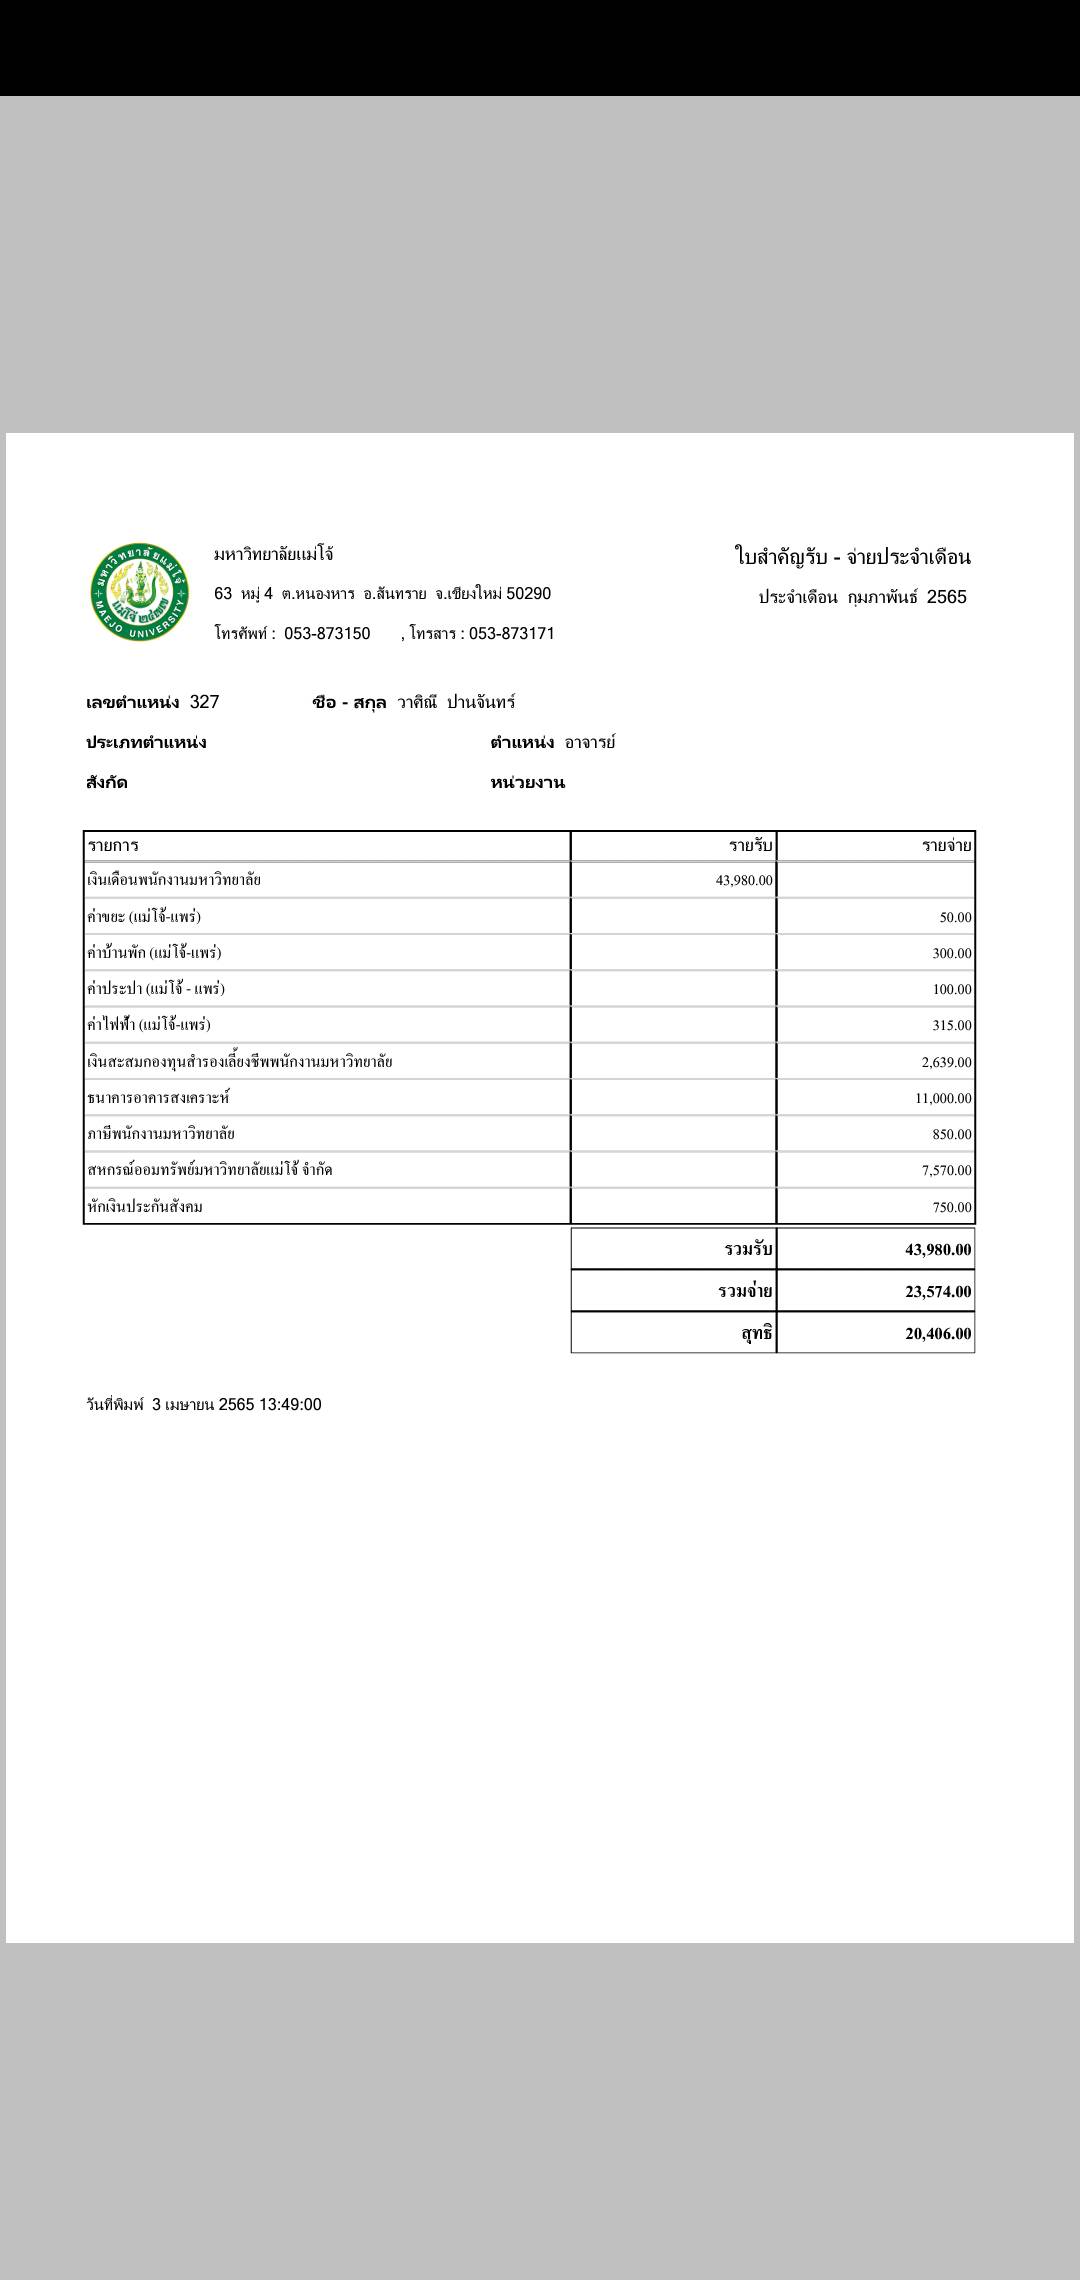 มหาวิทยาลัยแม่โจ้
MAEJO UNIVERSITY
แม่โจ้ ๒๔๗๗
มหาวิทยาลัยแม่โจ้
ใบสำคัญรับ - จ่ายประจำเดือน
63 หมู่ 4 ต.หนองหาร อ.สันทราย จ.เชียงใหม่ 50290
ประจำเดือน กุมภาพันธ์ 2565
โทรศัพท์ : 053-873150 , โทรสาร : 053-873171
เลขตำแหน่ง 327 ชื่อ - สกุล วาศิณี ปานจันทร์
ประเภทตำแหน่ง ตำแหน่ง อาจารย์
สังกัด หน่วยงาน
รายการ รายรับ รายจ่าย
เงินเดือนพนักงานมหาวิทยาลัย 43,980.00
ค่าขยะ (แม่โจ้-แพร่) 50.00
ค่าบ้านพัก (แม่โจ้-แพร่) 300.00
ค่าประปา (แม่โจ้ - แพร่) 100.00
ค่าไฟฟ้า (แม่โจ้-แพร่) 315.00
เงินสะสมกองทุนสำรองเลี้ยงชีพพนักงานมหาวิทยาลัย 2,639.00
ธนาคารอาคารสงเคราะห์ 11,000.00
ภาษีพนักงานมหาวิทยาลัย 850.00
สหกรณ์ออมทรัพย์มหาวิทยาลัยแม่โจ้ จำกัด 7,570.00
หักเงินประกันสังคม 750.00
รวมรับ 43,980.00
รวมจ่าย 23,574.00
สุทธิ 20,406.00
วันที่พิมพ์ 3 เมษายน 2565 13:49:00